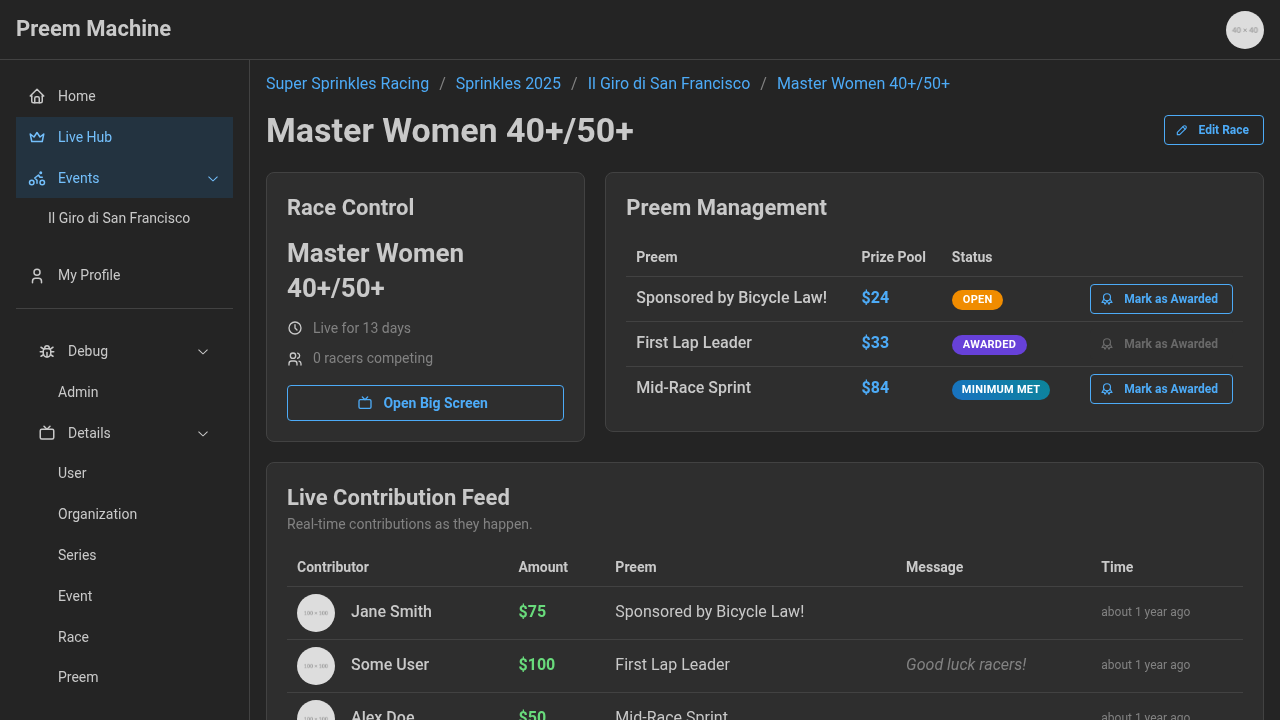 Preem Machine
40 × 40
Home
Live Hub
Events
Il Giro di San Francisco
My Profile
Debug
Admin
Details
User
Organization
Series
Event
Race
Preem
Super Sprinkles Racing / Sprinkles 2025 / Il Giro di San Francisco / Master Women 40+/50+
Master Women 40+/50+
Edit Race
Race Control
Master Women
40+/50+
Live for 13 days
0 racers competing
Open Big Screen
Preem Management
Preem Prize Pool Status
Sponsored by Bicycle Law! $24 OPEN Mark as Awarded
First Lap Leader $33 AWARDED Mark as Awarded
Mid-Race Sprint $84 MINIMUM MET Mark as Awarded
Live Contribution Feed
Real-time contributions as they happen.
Contributor Amount Preem Message Time
100 × 100 Jane Smith $75 Sponsored by Bicycle Law! about 1 year ago
100 × 100 Some User $100 First Lap Leader Good luck racers! about 1 year ago
100 × 100 Alex Doe $50 Mid-Race Sprint